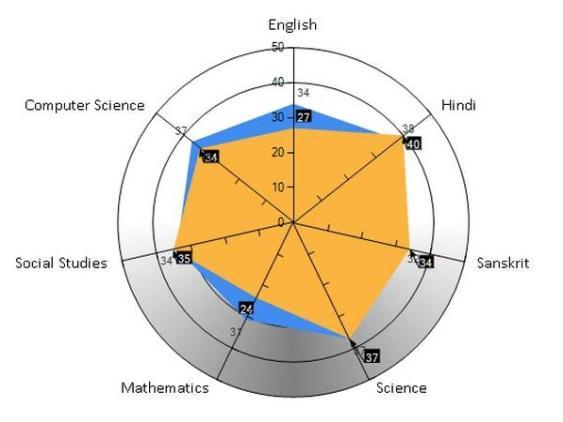 English
50
Computer Science
Hindi
40
34
30
27
37
38
34
40
20
10
0
Social Studies
34
35
34
Sanskrit
24
31
37
Mathematics
Science